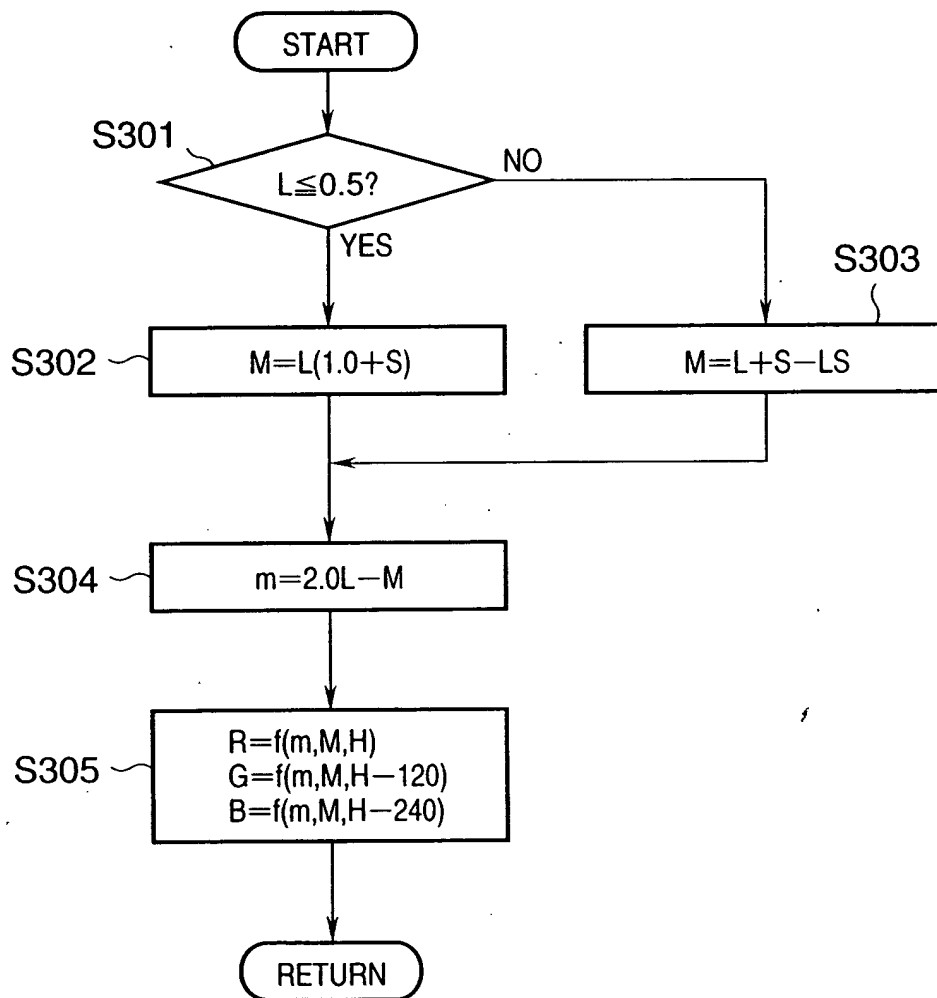 START
S301
L≦0.5?
NO
YES
S303
S302
M=L(1.0+S)
M=L+S−LS
S304
m=2.0L−M
S305
R=f(m,M,H)
G=f(m,M,H−120)
B=f(m,M,H−240)
RETURN